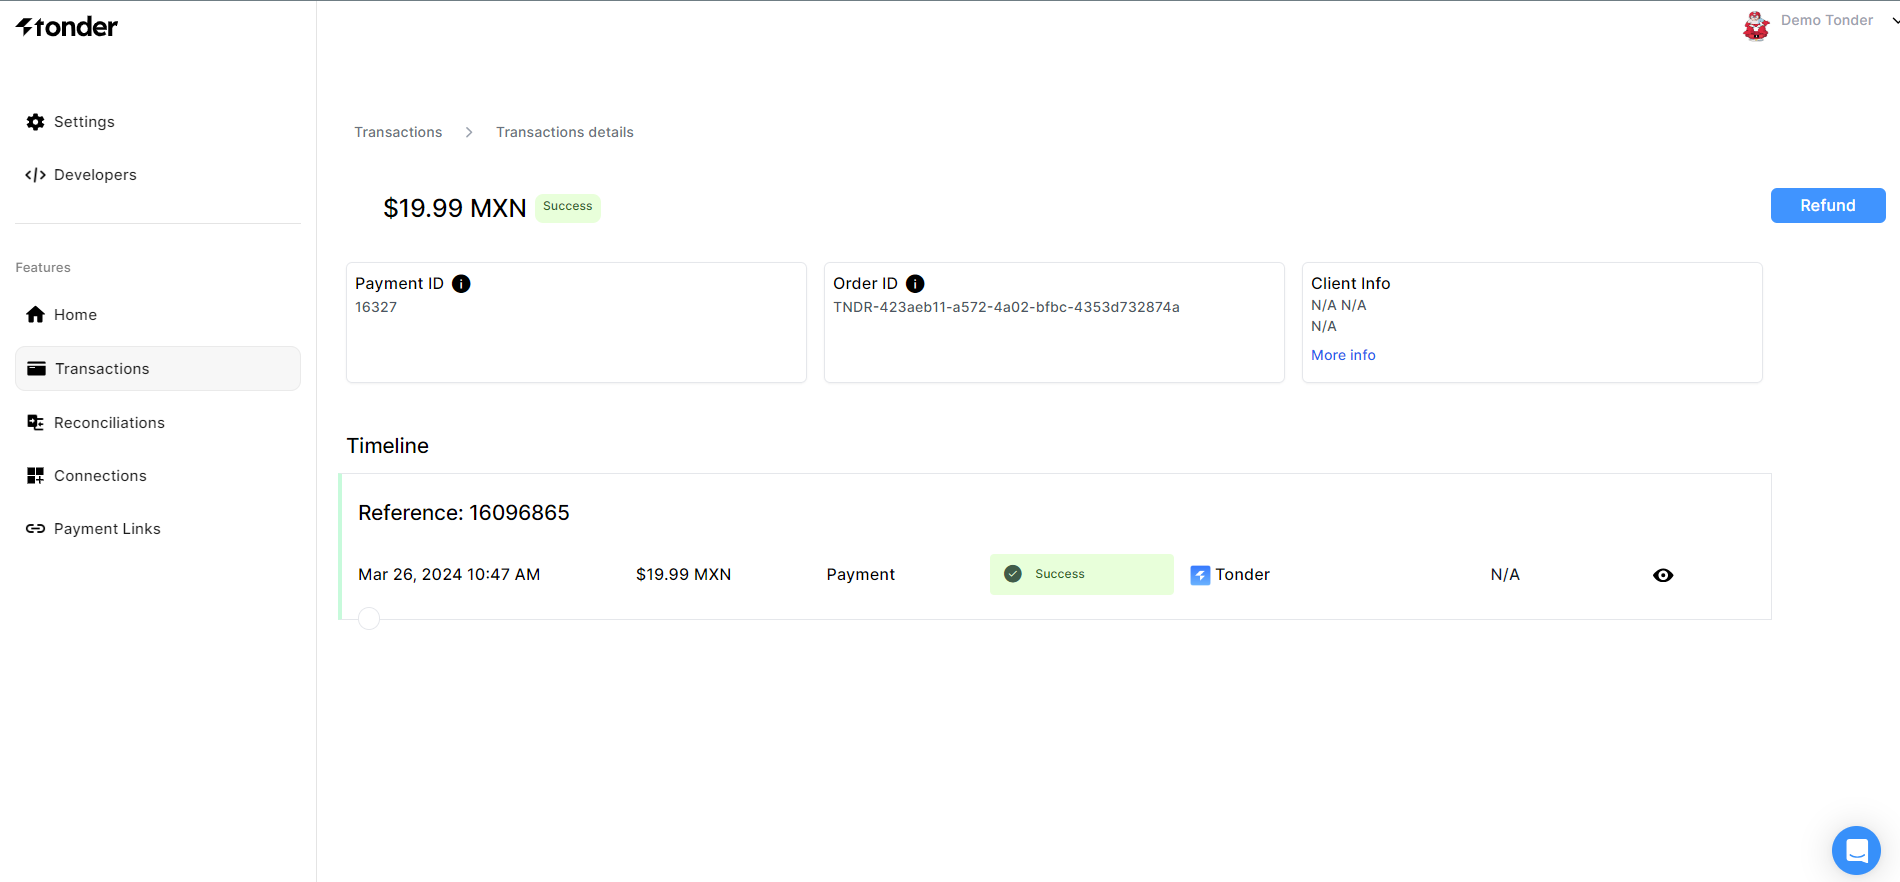 tonder
Demo Tonder
Settings
Developers
Features
Home
Transactions
Reconciliations
Connections
Payment Links
Transactions > Transactions details
$19.99 MXN Success
Refund
Payment ID
16327
Order ID
TNDR-423aeb11-a572-4a02-bfbc-4353d732874a
Client Info
N/A N/A
N/A
More info
Timeline
Reference: 16096865
Mar 26, 2024 10:47 AM $19.99 MXN Payment Success Tonder N/A